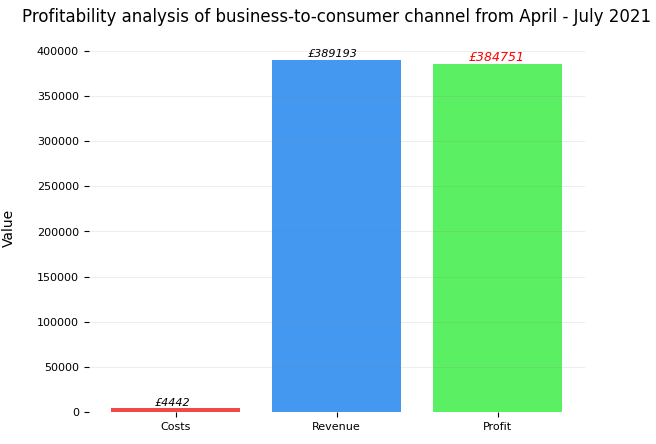 Profitability analysis of business-to-consumer channel from April - July 2021
400000
350000
300000
250000
200000
150000
100000
50000
0
Value
£4442
£389193
£384751
Costs
Revenue
Profit